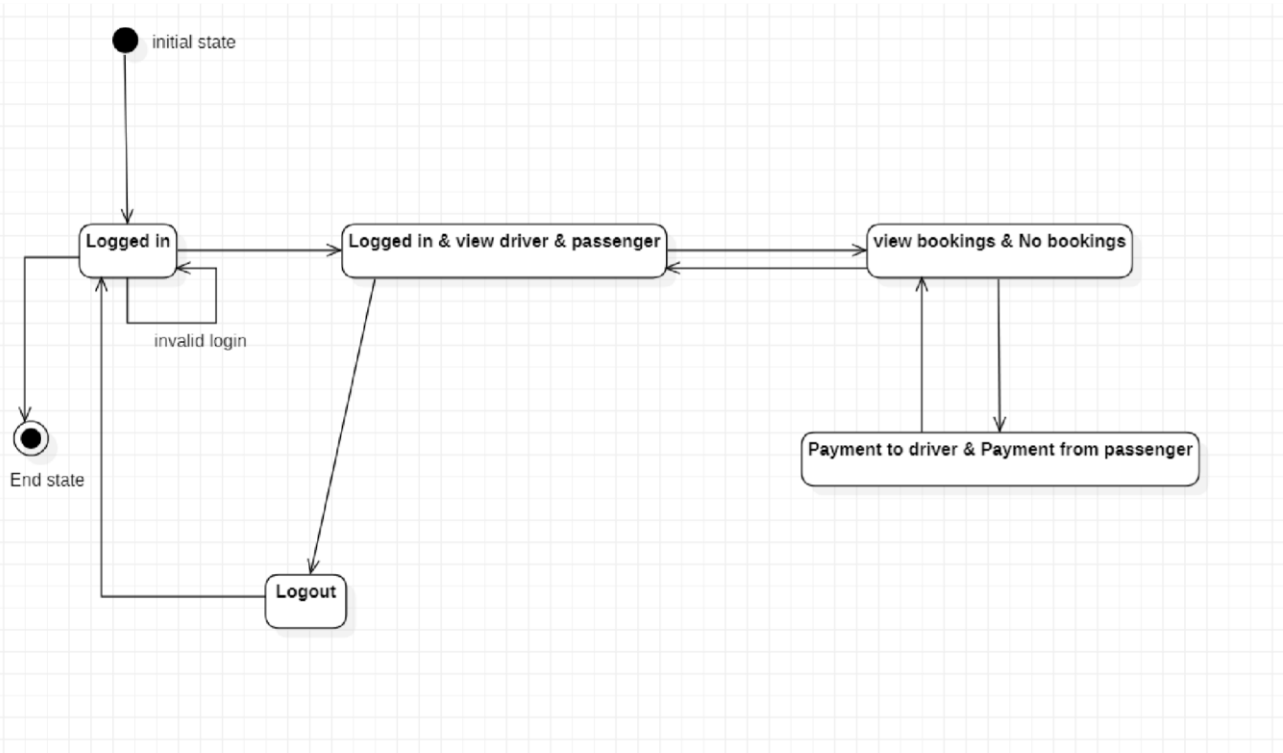 initial state
Logged in
Logged in & view driver & passenger
view bookings & No bookings
invalid login
Payment to driver & Payment from passenger
End state
Logout